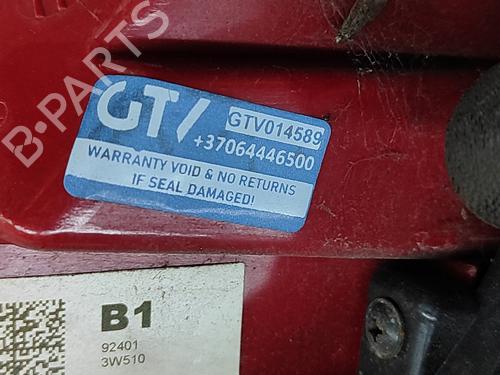 B-PARTS
GTV
GTV014589
+37064446500
WARRANTY VOID & NO RETURNS
IF SEAL DAMAGED!
B1
92401
3W510